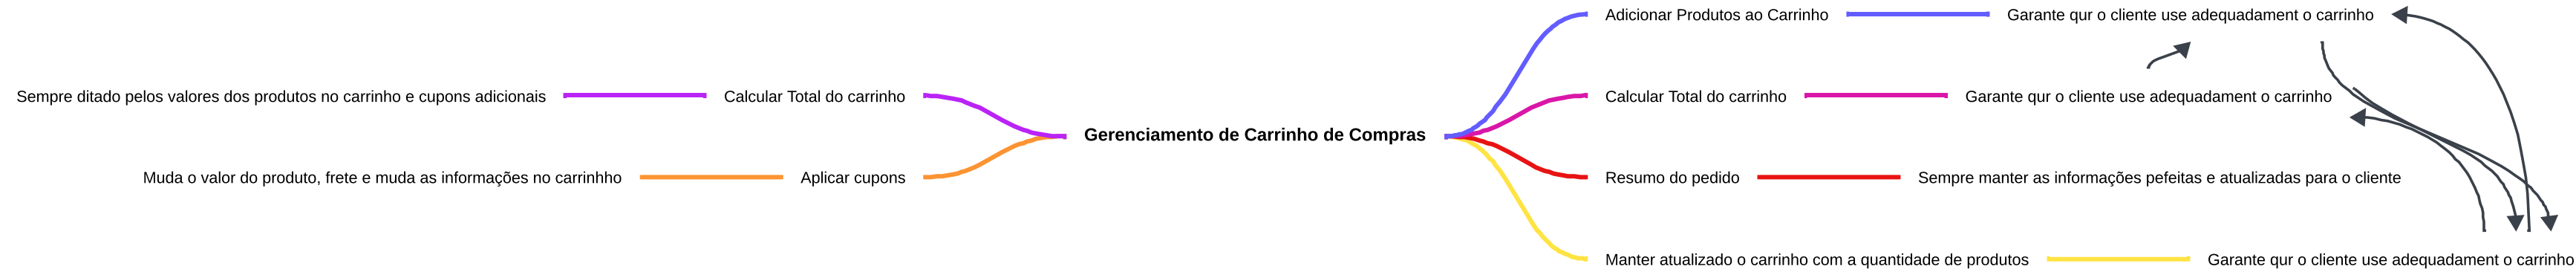 Adicionar Produtos ao Carrinho
Garante qur o cliente use adequadament o carrinho
Sempre ditado pelos valores dos produtos no carrinho e cupons adicionais
Calcular Total do carrinho
Calcular Total do carrinho
Garante qur o cliente use adequadament o carrinho
Gerenciamento de Carrinho de Compras
Muda o valor do produto, frete e muda as informações no carrinhho
Aplicar cupons
Resumo do pedido
Sempre manter as informações pefeitas e atualizadas para o cliente
Manter atualizado o carrinho com a quantidade de produtos
Garante qur o cliente use adequadament o carrinho